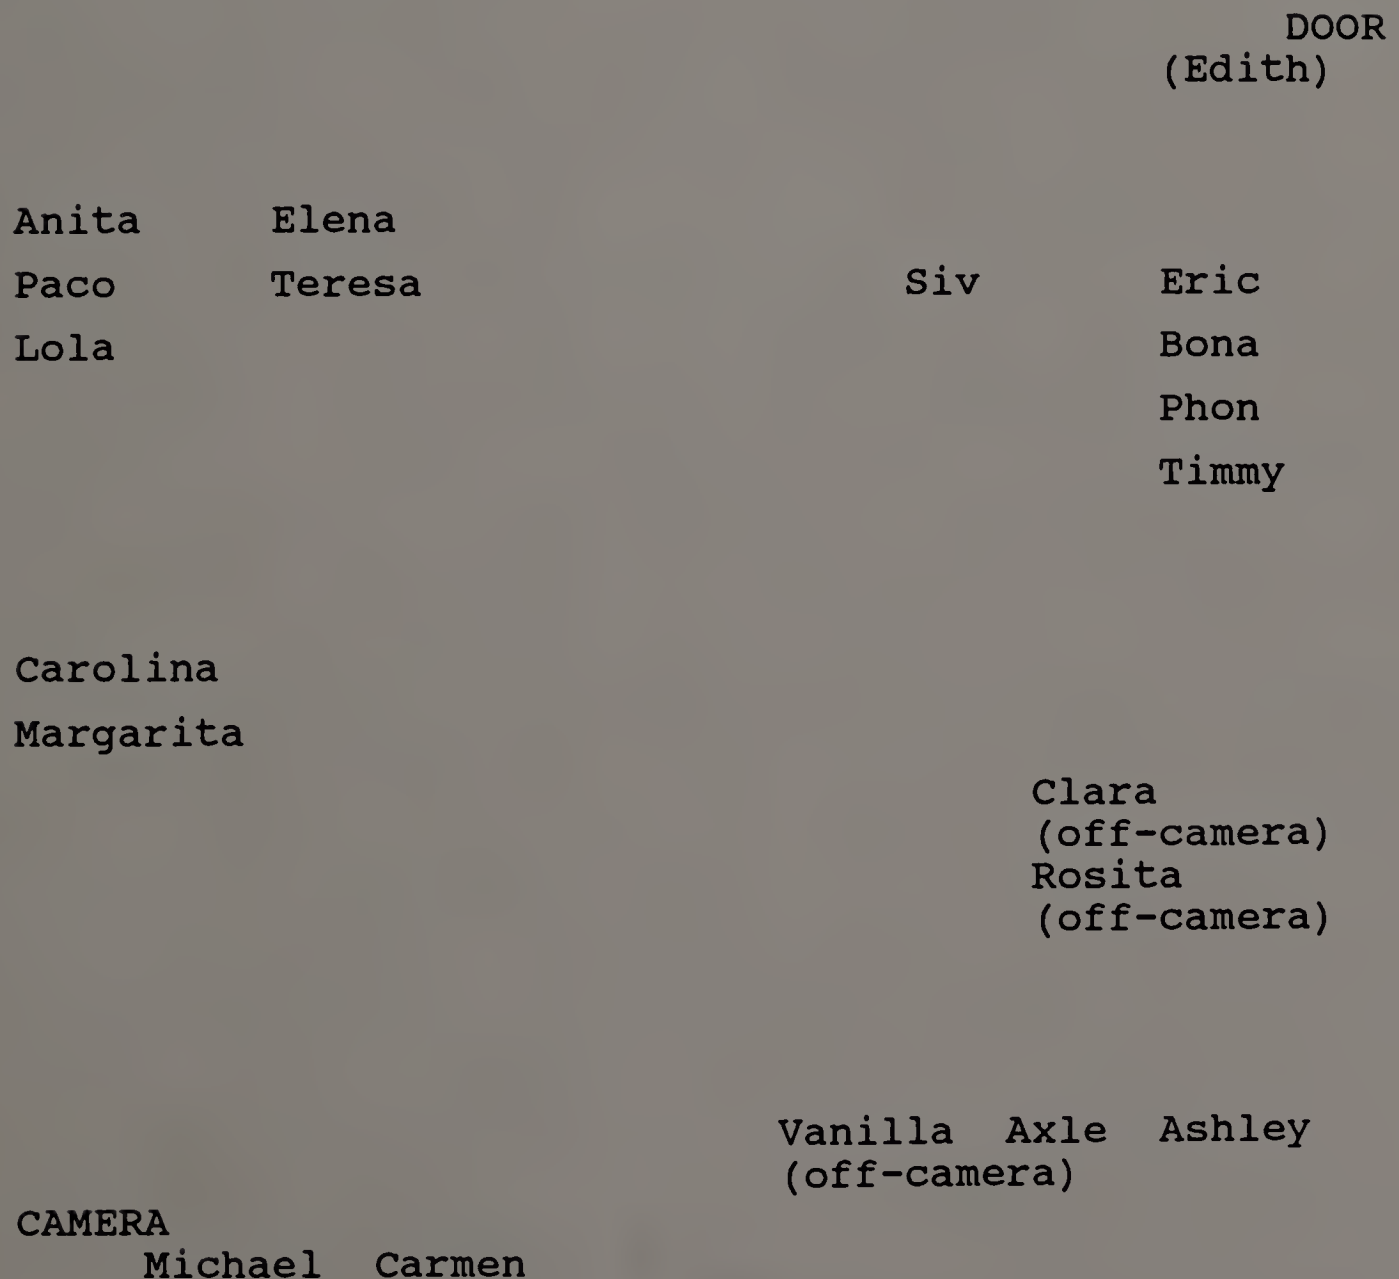 DOOR
(Edith)
Anita Elena
Paco Teresa Siv Eric
Lola Bona
Phon
Timmy
Carolina
Margarita
Clara
(off-camera)
Rosita
(off-camera)
Vanilla Axle Ashley
(off-camera)
CAMERA
Michael Carmen